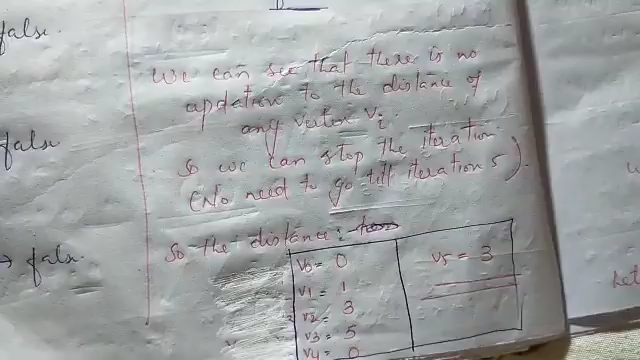 false.
false
→ false.
We can see that there is no
updation to the distance of
any vertex vi.
So we can stop the iteration
(No need to go till iteration 5).
So the distance:
v0 = 0
v1 = 1
v2 = 3
v3 = 5
v4 = 0
v5 = 3